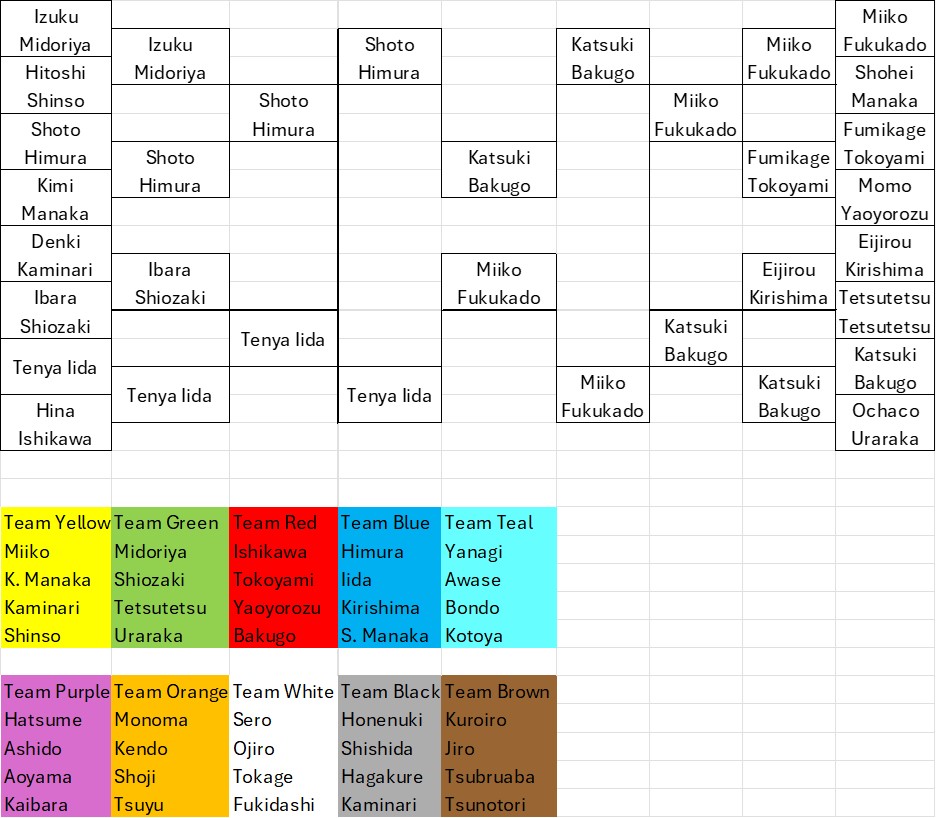 Izuku
Midoriya
Hitoshi
Shinso
Shoto
Himura
Kimi
Manaka
Denki
Kaminari
Ibara
Shiozaki
Tenya Iida
Hina
Ishikawa
Izuku
Midoriya
Shoto
Himura
Ibara
Shiozaki
Tenya Iida
Shoto
Himura
Tenya Iida
Shoto
Himura
Tenya Iida
Katsuki
Bakugo
Miiko
Fukukado
Katsuki
Bakugo
Miiko
Fukukado
Miiko
Fukukado
Katsuki
Bakugo
Miiko
Fukukado
Fumikage
Tokoyami
Eijirou
Kirishima
Katsuki
Bakugo
Miiko
Fukukado
Shohei
Manaka
Fumikage
Tokoyami
Momo
Yaoyorozu
Eijirou
Kirishima
Tetsutetsu
Tetsutetsu
Katsuki
Bakugo
Ochaco
Uraraka
Team Yellow
Miiko
K. Manaka
Kaminari
Shinso
Team Green
Midoriya
Shiozaki
Tetsutetsu
Uraraka
Team Red
Ishikawa
Tokoyami
Yaoyorozu
Bakugo
Team Blue
Himura
Iida
Kirishima
S. Manaka
Team Teal
Yanagi
Awase
Bondo
Kotoya
Team Purple
Hatsume
Ashido
Aoyama
Kaibara
Team Orange
Monoma
Kendo
Shoji
Tsuyu
Team White
Sero
Ojiro
Tokage
Fukidashi
Team Black
Honenuki
Shishida
Hagakure
Kaminari
Team Brown
Kuroiro
Jiro
Tsubruaba
Tsunotori